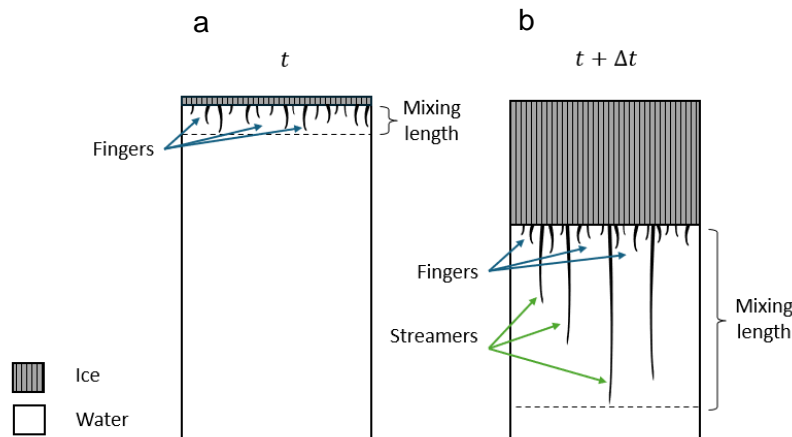 a
t
Fingers
Mixing
length
b
t + Δt
Fingers
Streamers
Mixing
length
Ice
Water